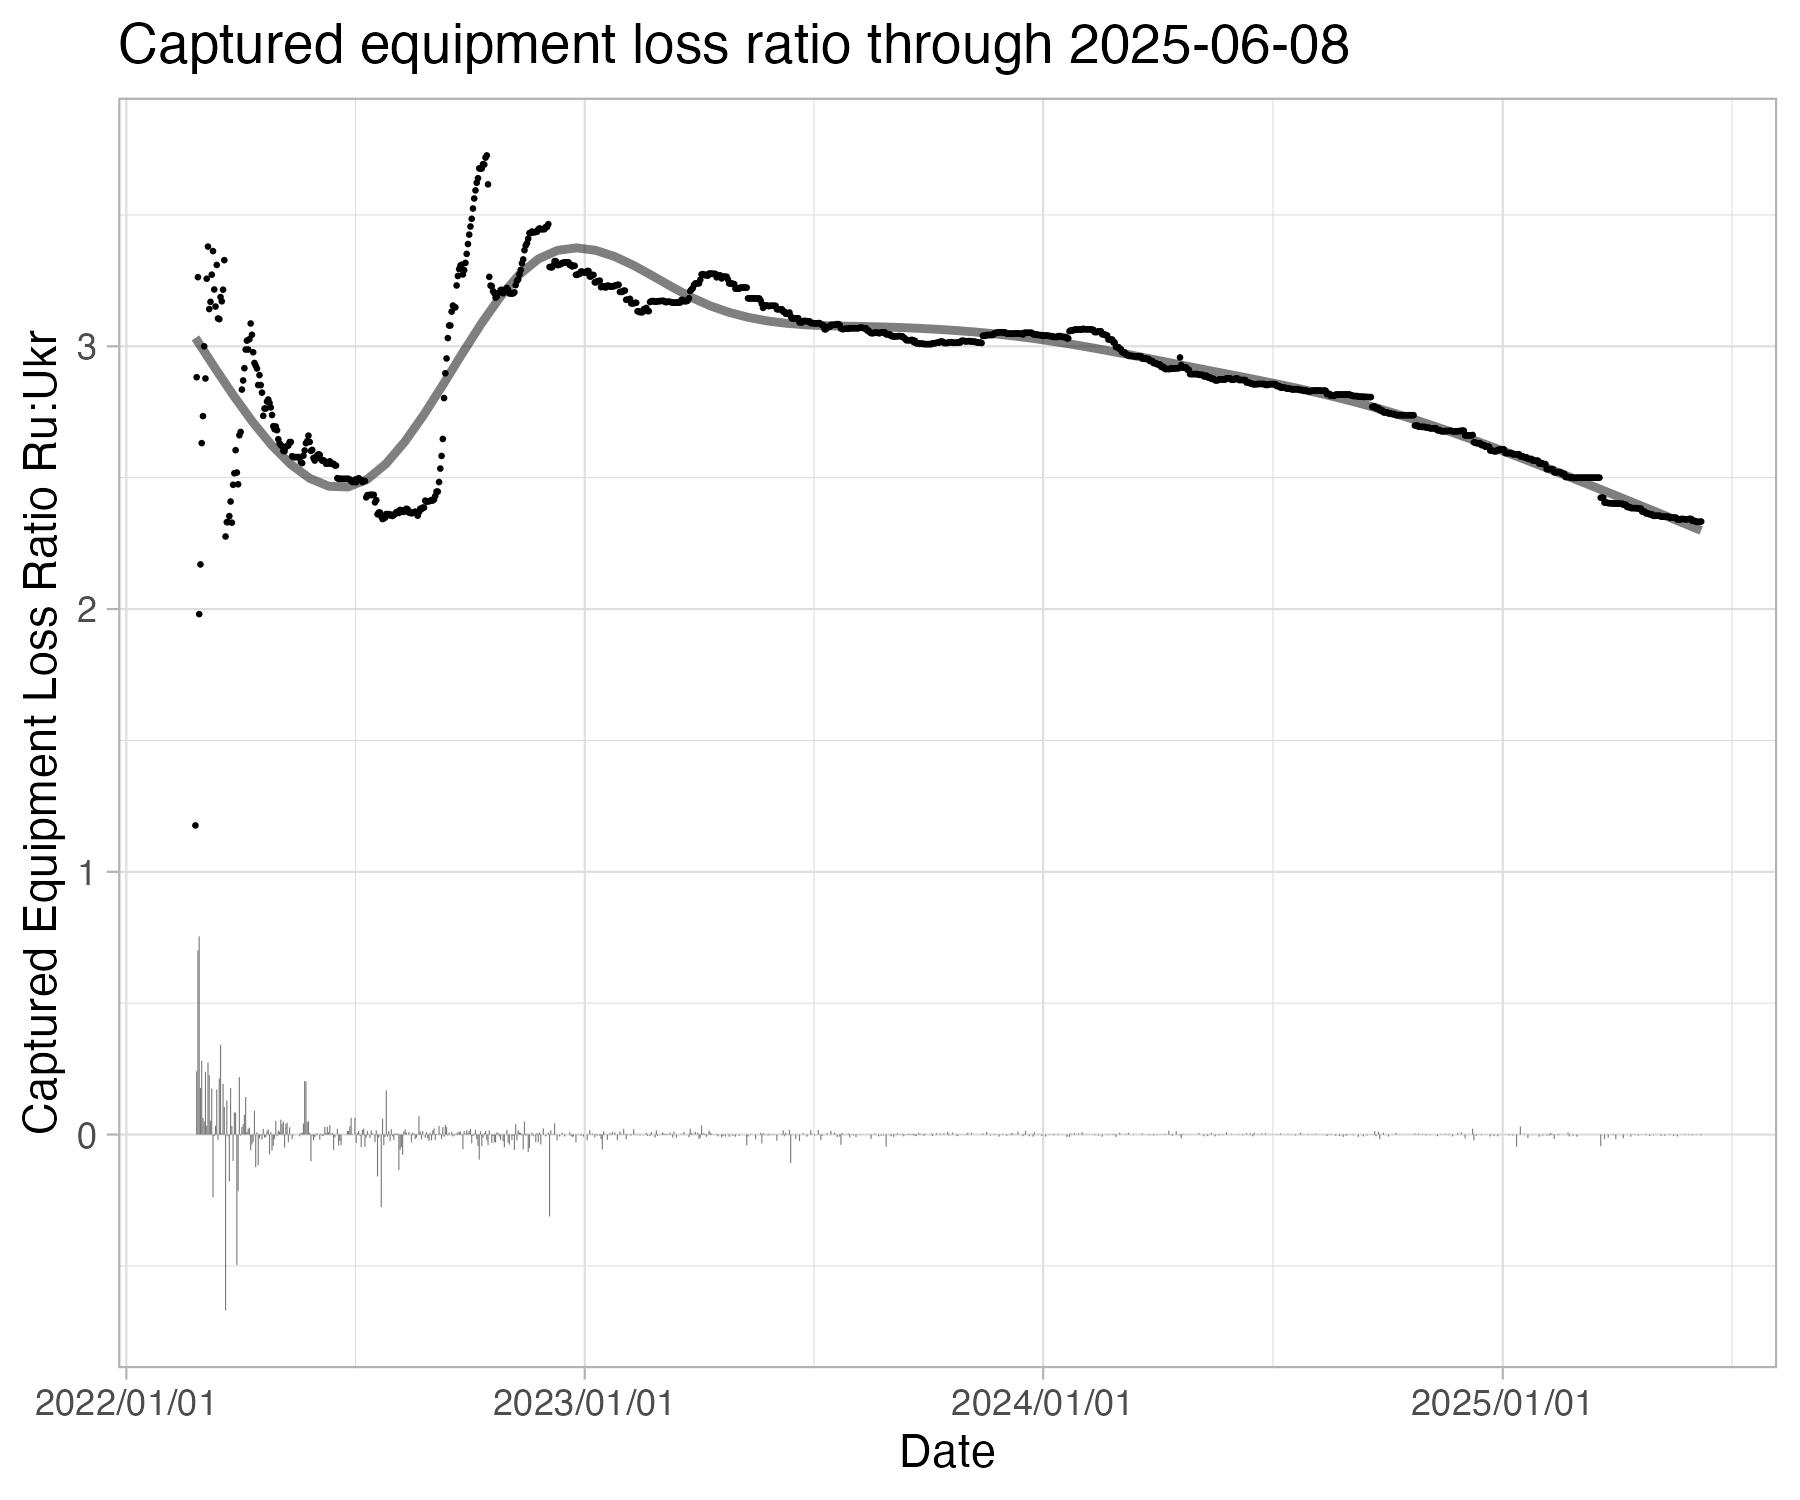 Captured equipment loss ratio through 2025-06-08
Captured Equipment Loss Ratio Ru:Ukr
3
2
1
0
2022/01/01
2023/01/01
2024/01/01
2025/01/01
Date